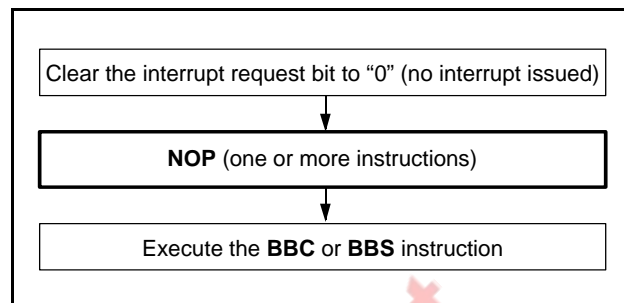 Clear the interrupt request bit to “0” (no interrupt issued)
NOP (one or more instructions)
Execute the BBC or BBS instruction